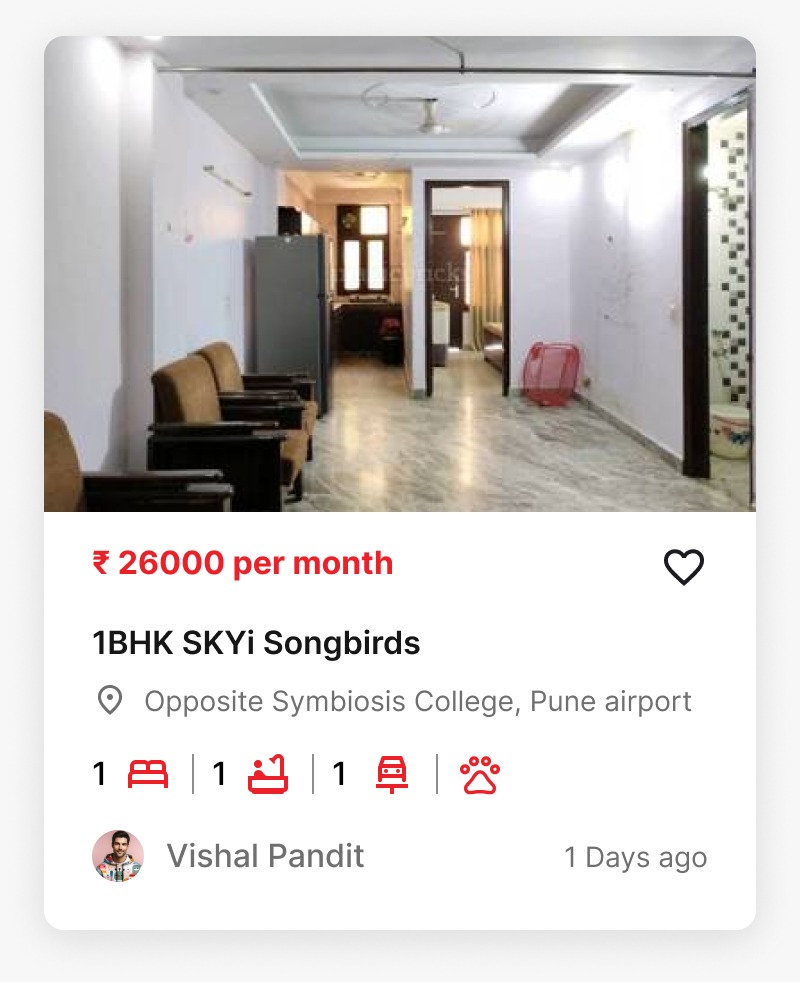 ₹ 26000 per month
1BHK SKYi Songbirds
Opposite Symbiosis College, Pune airport
1 1 1
Vishal Pandit 1 Days ago